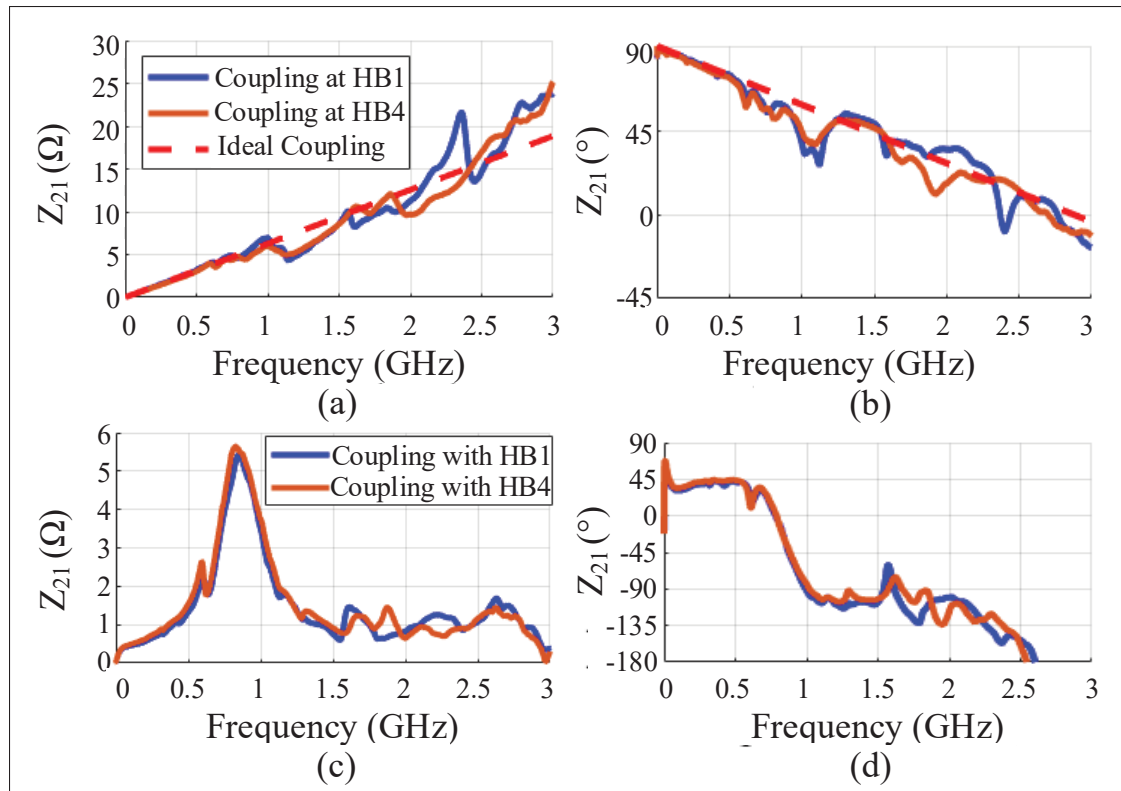 30
25
20
15
10
5
0
Z21 (Ω)
Coupling at HB1
Coupling at HB4
Ideal Coupling
0 0.5 1 1.5 2 2.5 3
Frequency (GHz)
(a)
90
45
0
-45
Z21 (°)
0 0.5 1 1.5 2 2.5 3
Frequency (GHz)
(b)
6
5
4
3
2
1
0
Z21 (Ω)
Coupling with HB1
Coupling with HB4
0 0.5 1 1.5 2 2.5 3
Frequency (GHz)
(c)
90
45
0
-45
-90
-135
-180
Z21 (°)
0 0.5 1 1.5 2 2.5 3
Frequency (GHz)
(d)